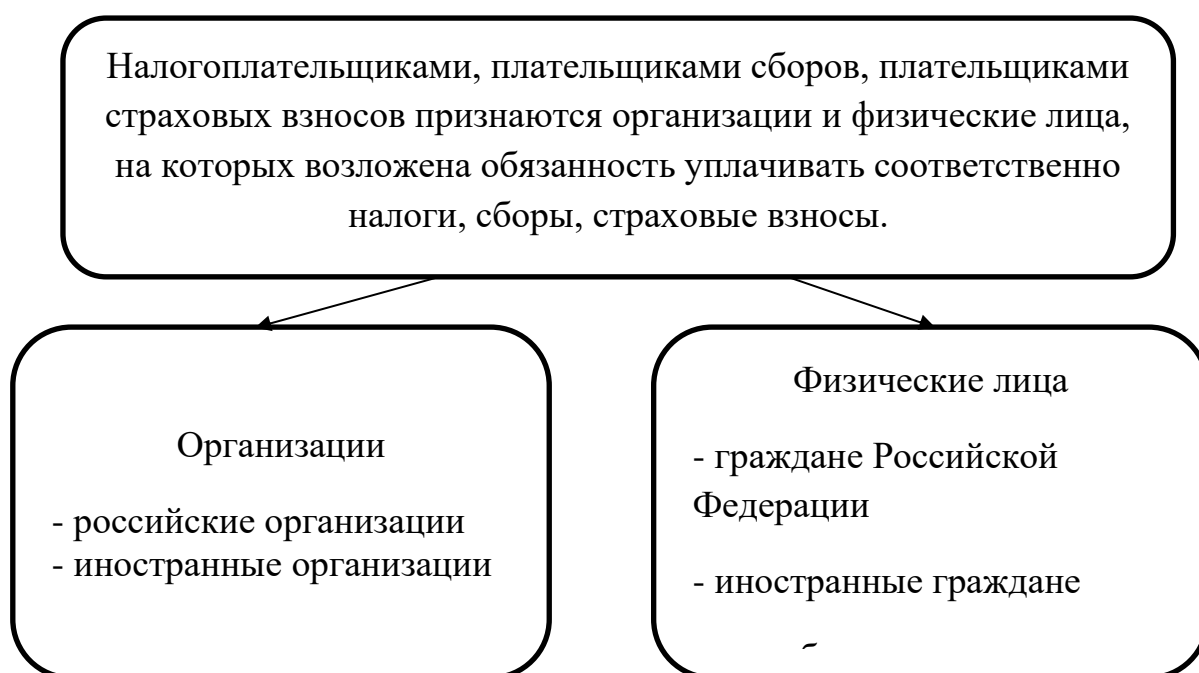 Налогоплательщиками, плательщиками сборов, плательщиками
страховых взносов признаются организации и физические лица,
на которых возложена обязанность уплачивать соответственно
налоги, сборы, страховые взносы.
Организации
- российские организации
- иностранные организации
Физические лица
- граждане Российской
Федерации
- иностранные граждане